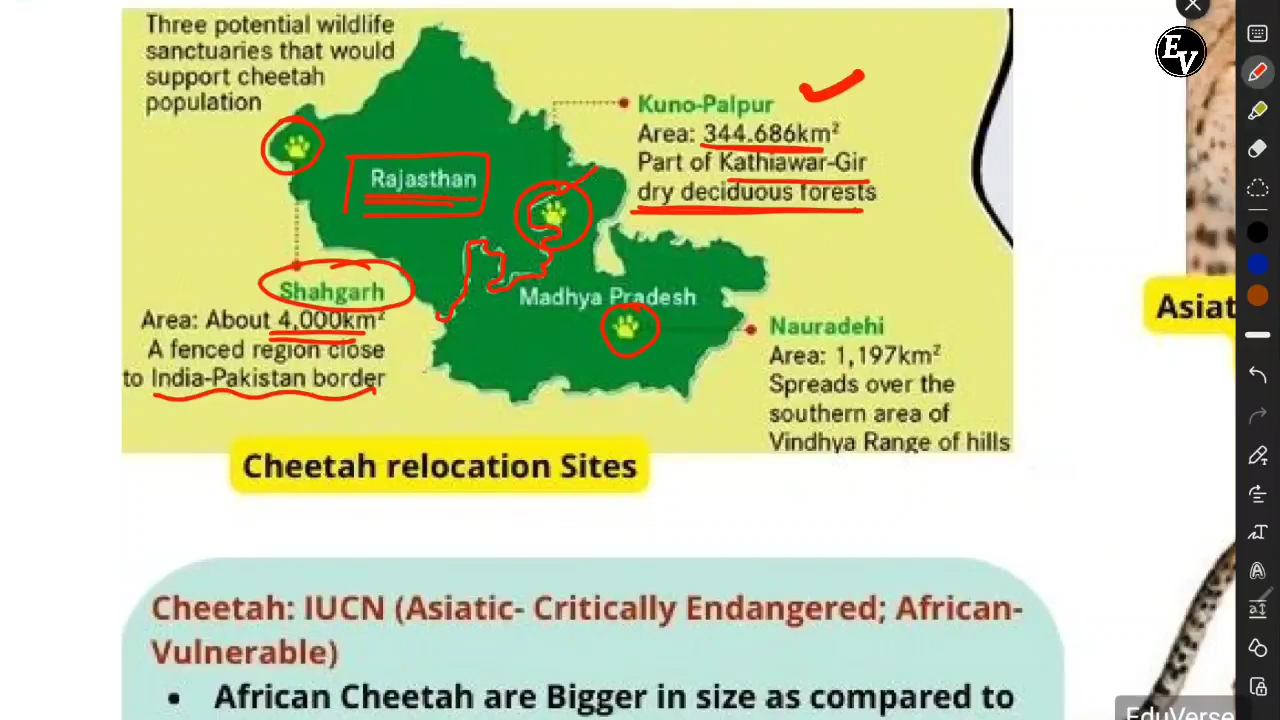 Three potential wildlife
sanctuaries that would
support cheetah
population
Kuno-Palpur
Area: 344.686km²
Part of Kathiawar-Gir
dry deciduous forests
Rajasthan
Shahgarh
Area: About 4,000km²
A fenced region close
to India-Pakistan border
Madhya Pradesh
Nauradehi
Area: 1,197km²
Spreads over the
southern area of
Vindhya Range of hills
Cheetah relocation Sites
Cheetah: IUCN (Asiatic- Critically Endangered; African-
Vulnerable)
• African Cheetah are Bigger in size as compared to
EV
Asiat
EduVerse